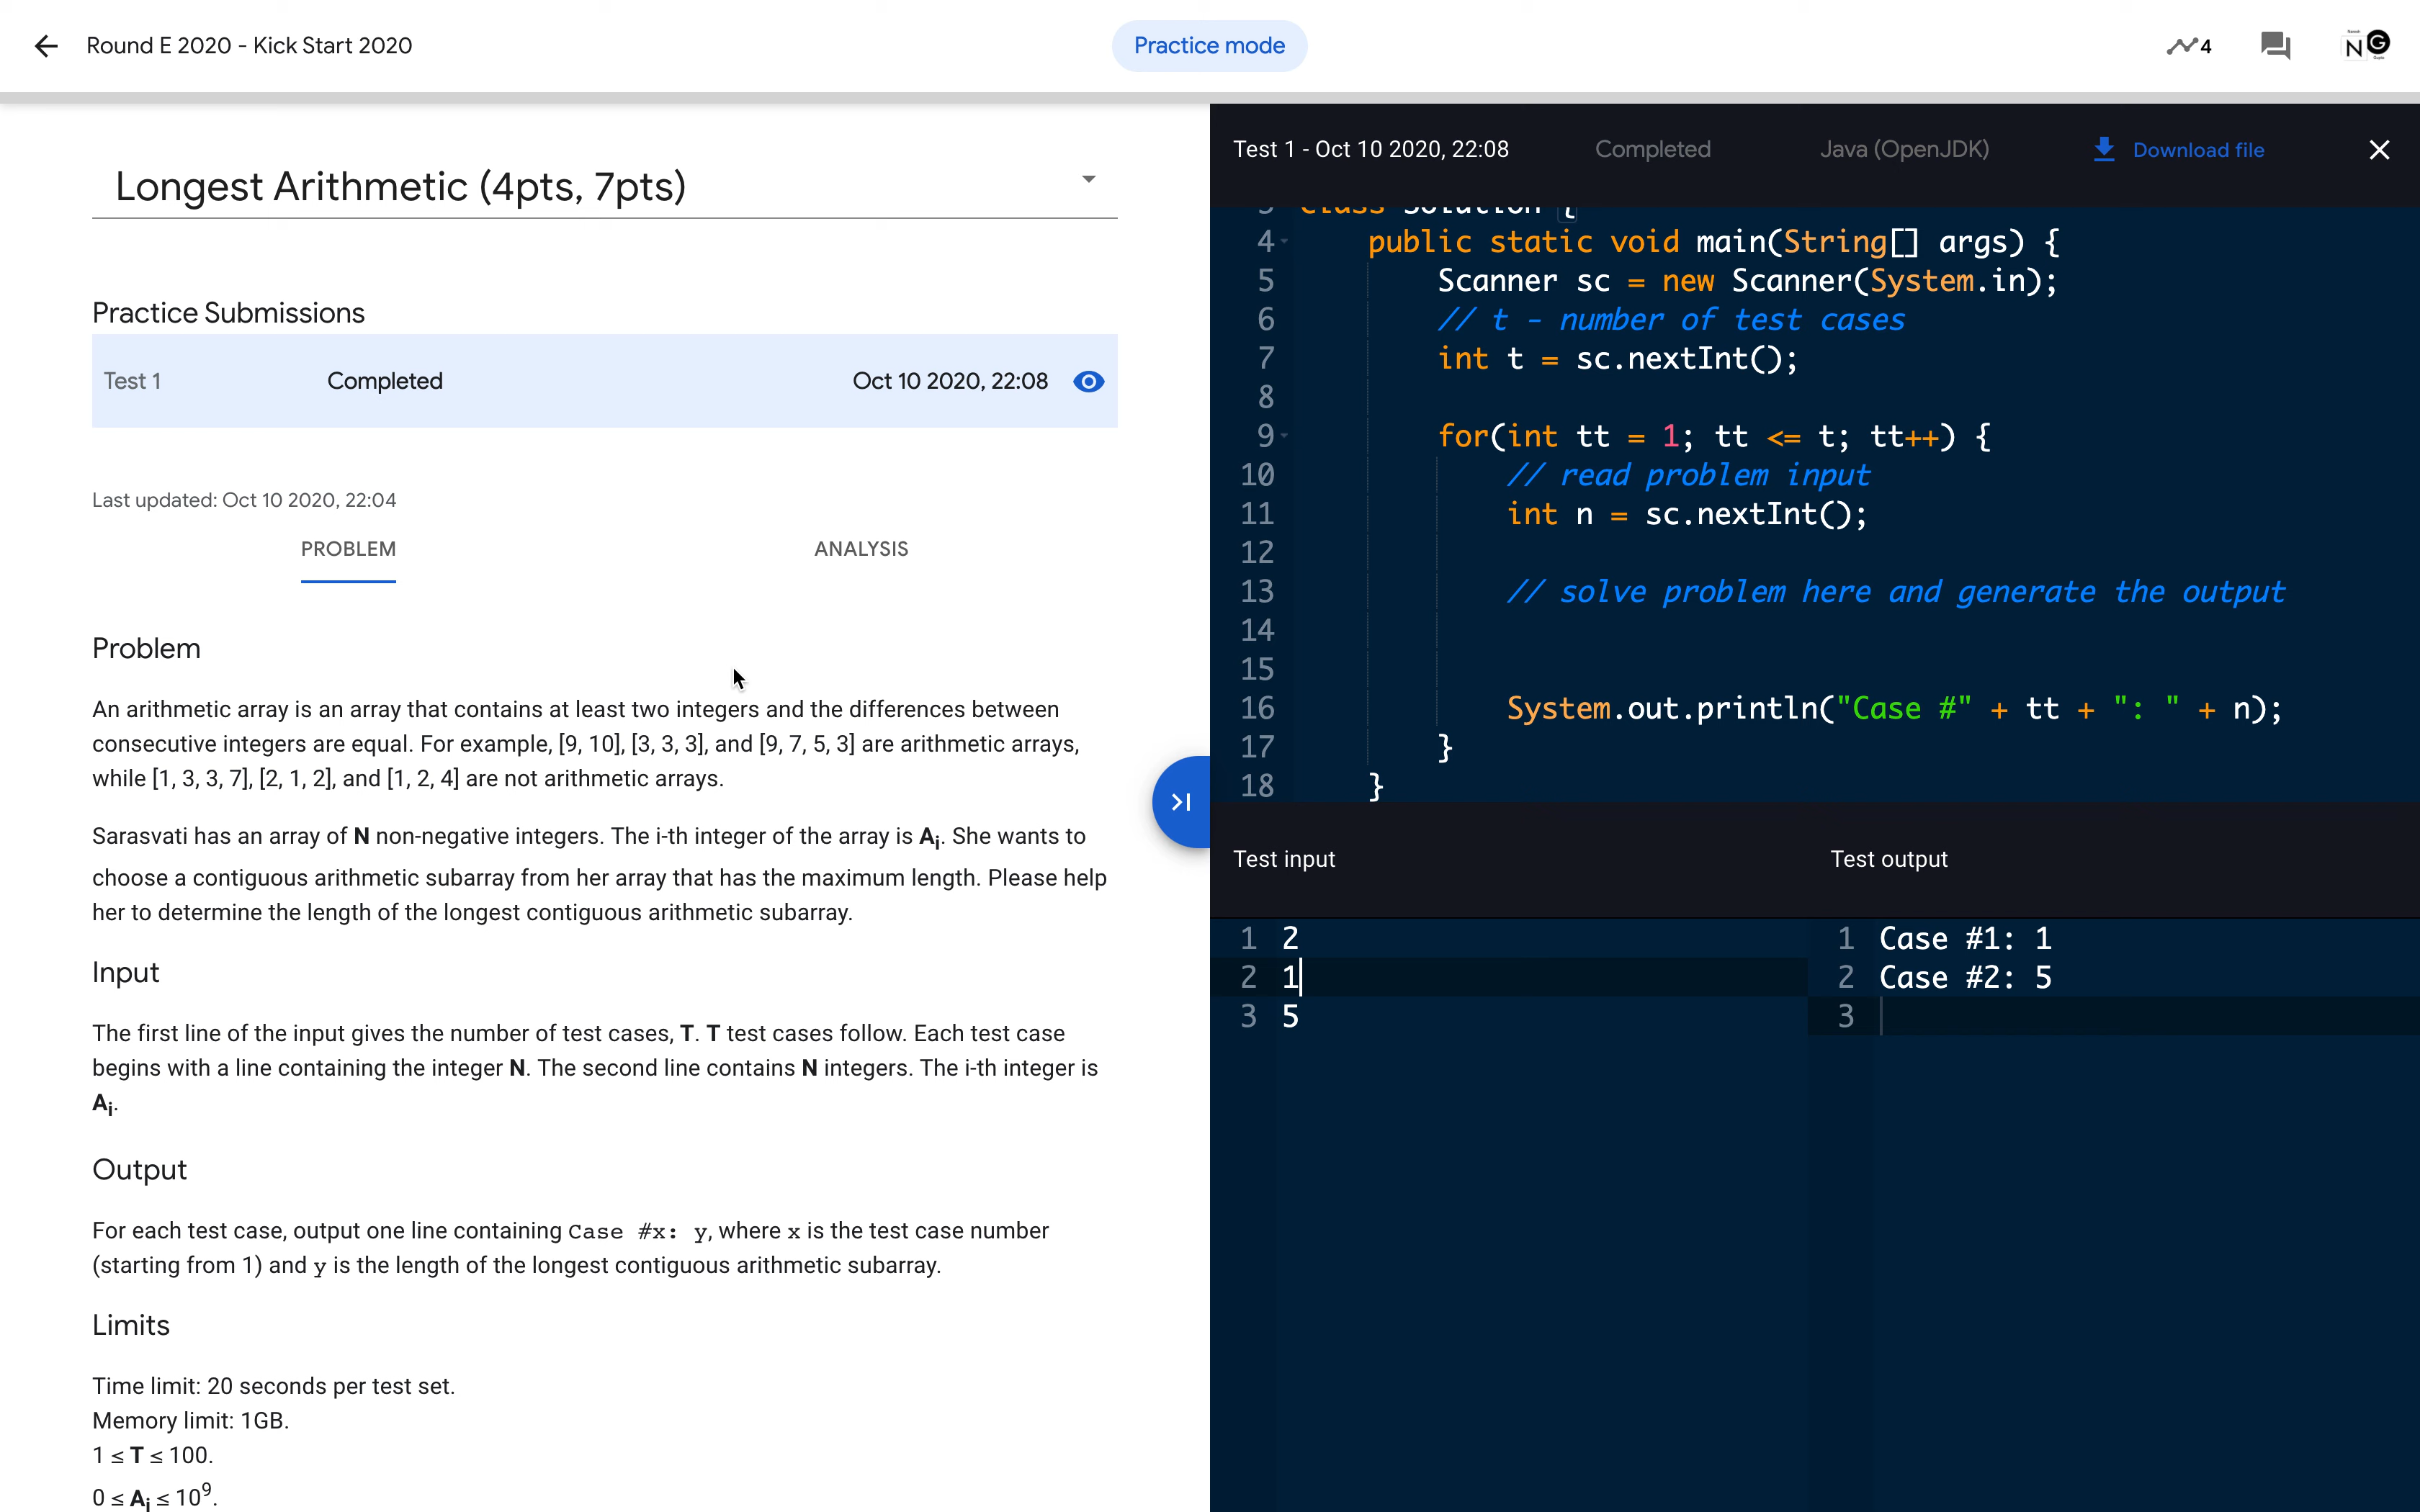 Round E 2020 - Kick Start 2020
Practice mode
4
N G
Longest Arithmetic (4pts, 7pts)
Practice Submissions
Test 1 Completed Oct 10 2020, 22:08
Last updated: Oct 10 2020, 22:04
PROBLEM ANALYSIS
Problem
An arithmetic array is an array that contains at least two integers and the differences between
consecutive integers are equal. For example, [9, 10], [3, 3, 3], and [9, 7, 5, 3] are arithmetic arrays,
while [1, 3, 3, 7], [2, 1, 2], and [1, 2, 4] are not arithmetic arrays.
Sarasvati has an array of N non-negative integers. The i-th integer of the array is Ai. She wants to
choose a contiguous arithmetic subarray from her array that has the maximum length. Please help
her to determine the length of the longest contiguous arithmetic subarray.
Input
The first line of the input gives the number of test cases, T. T test cases follow. Each test case
begins with a line containing the integer N. The second line contains N integers. The i-th integer is
Ai.
Output
For each test case, output one line containing Case #x: y, where x is the test case number
(starting from 1) and y is the length of the longest contiguous arithmetic subarray.
Limits
Time limit: 20 seconds per test set.
Memory limit: 1GB.
1 ≤ T ≤ 100.
0 ≤ Ai ≤ 10⁹.
Test 1 - Oct 10 2020, 22:08 Completed Java (OpenJDK) Download file
3 class Solution {
4 public static void main(String[] args) {
5 Scanner sc = new Scanner(System.in);
6 // t - number of test cases
7 int t = sc.nextInt();
8
9 for(int tt = 1; tt <= t; tt++) {
10 // read problem input
11 int n = sc.nextInt();
12
13 // solve problem here and generate the output
14
15
16 System.out.println("Case #" + tt + ": " + n);
17 }
18 }
Test input
1 2
2 1
3 5
Test output
1 Case #1: 1
2 Case #2: 5
3